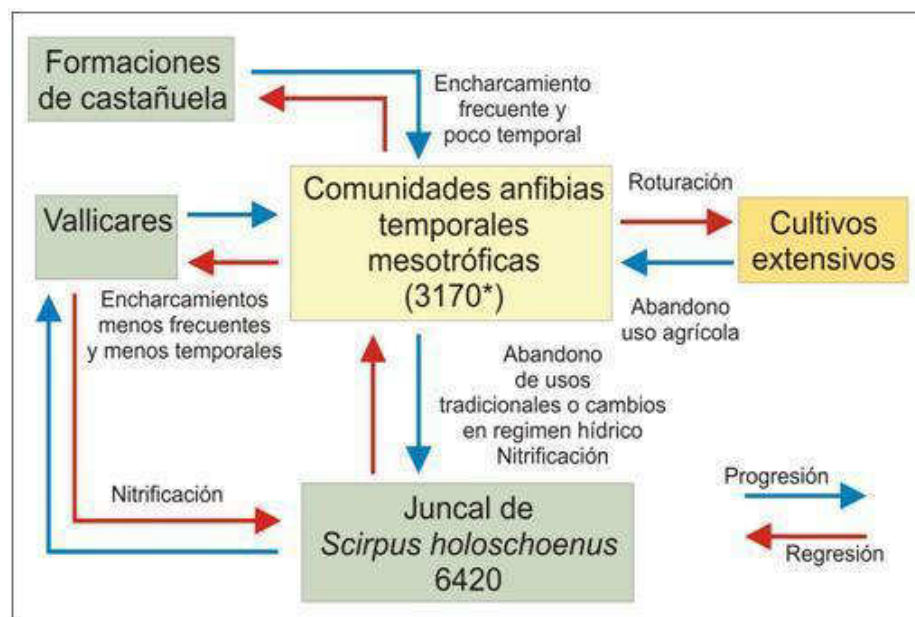 Formaciones
de castañuela
Encharcamiento
frecuente y
poco temporal
Comunidades anfibias
temporales
mesotróficas
(3170*)
Roturación
Cultivos
extensivos
Vallicares
Encharcamientos
menos frecuentes
y menos temporales
Abandono
uso agrícola
Abandono
de usos
tradicionales o cambios
en regimen hídrico
Nitrificación
Nitrificación
Juncal de
Scirpus holoschoenus
6420
Progresión
Regresión